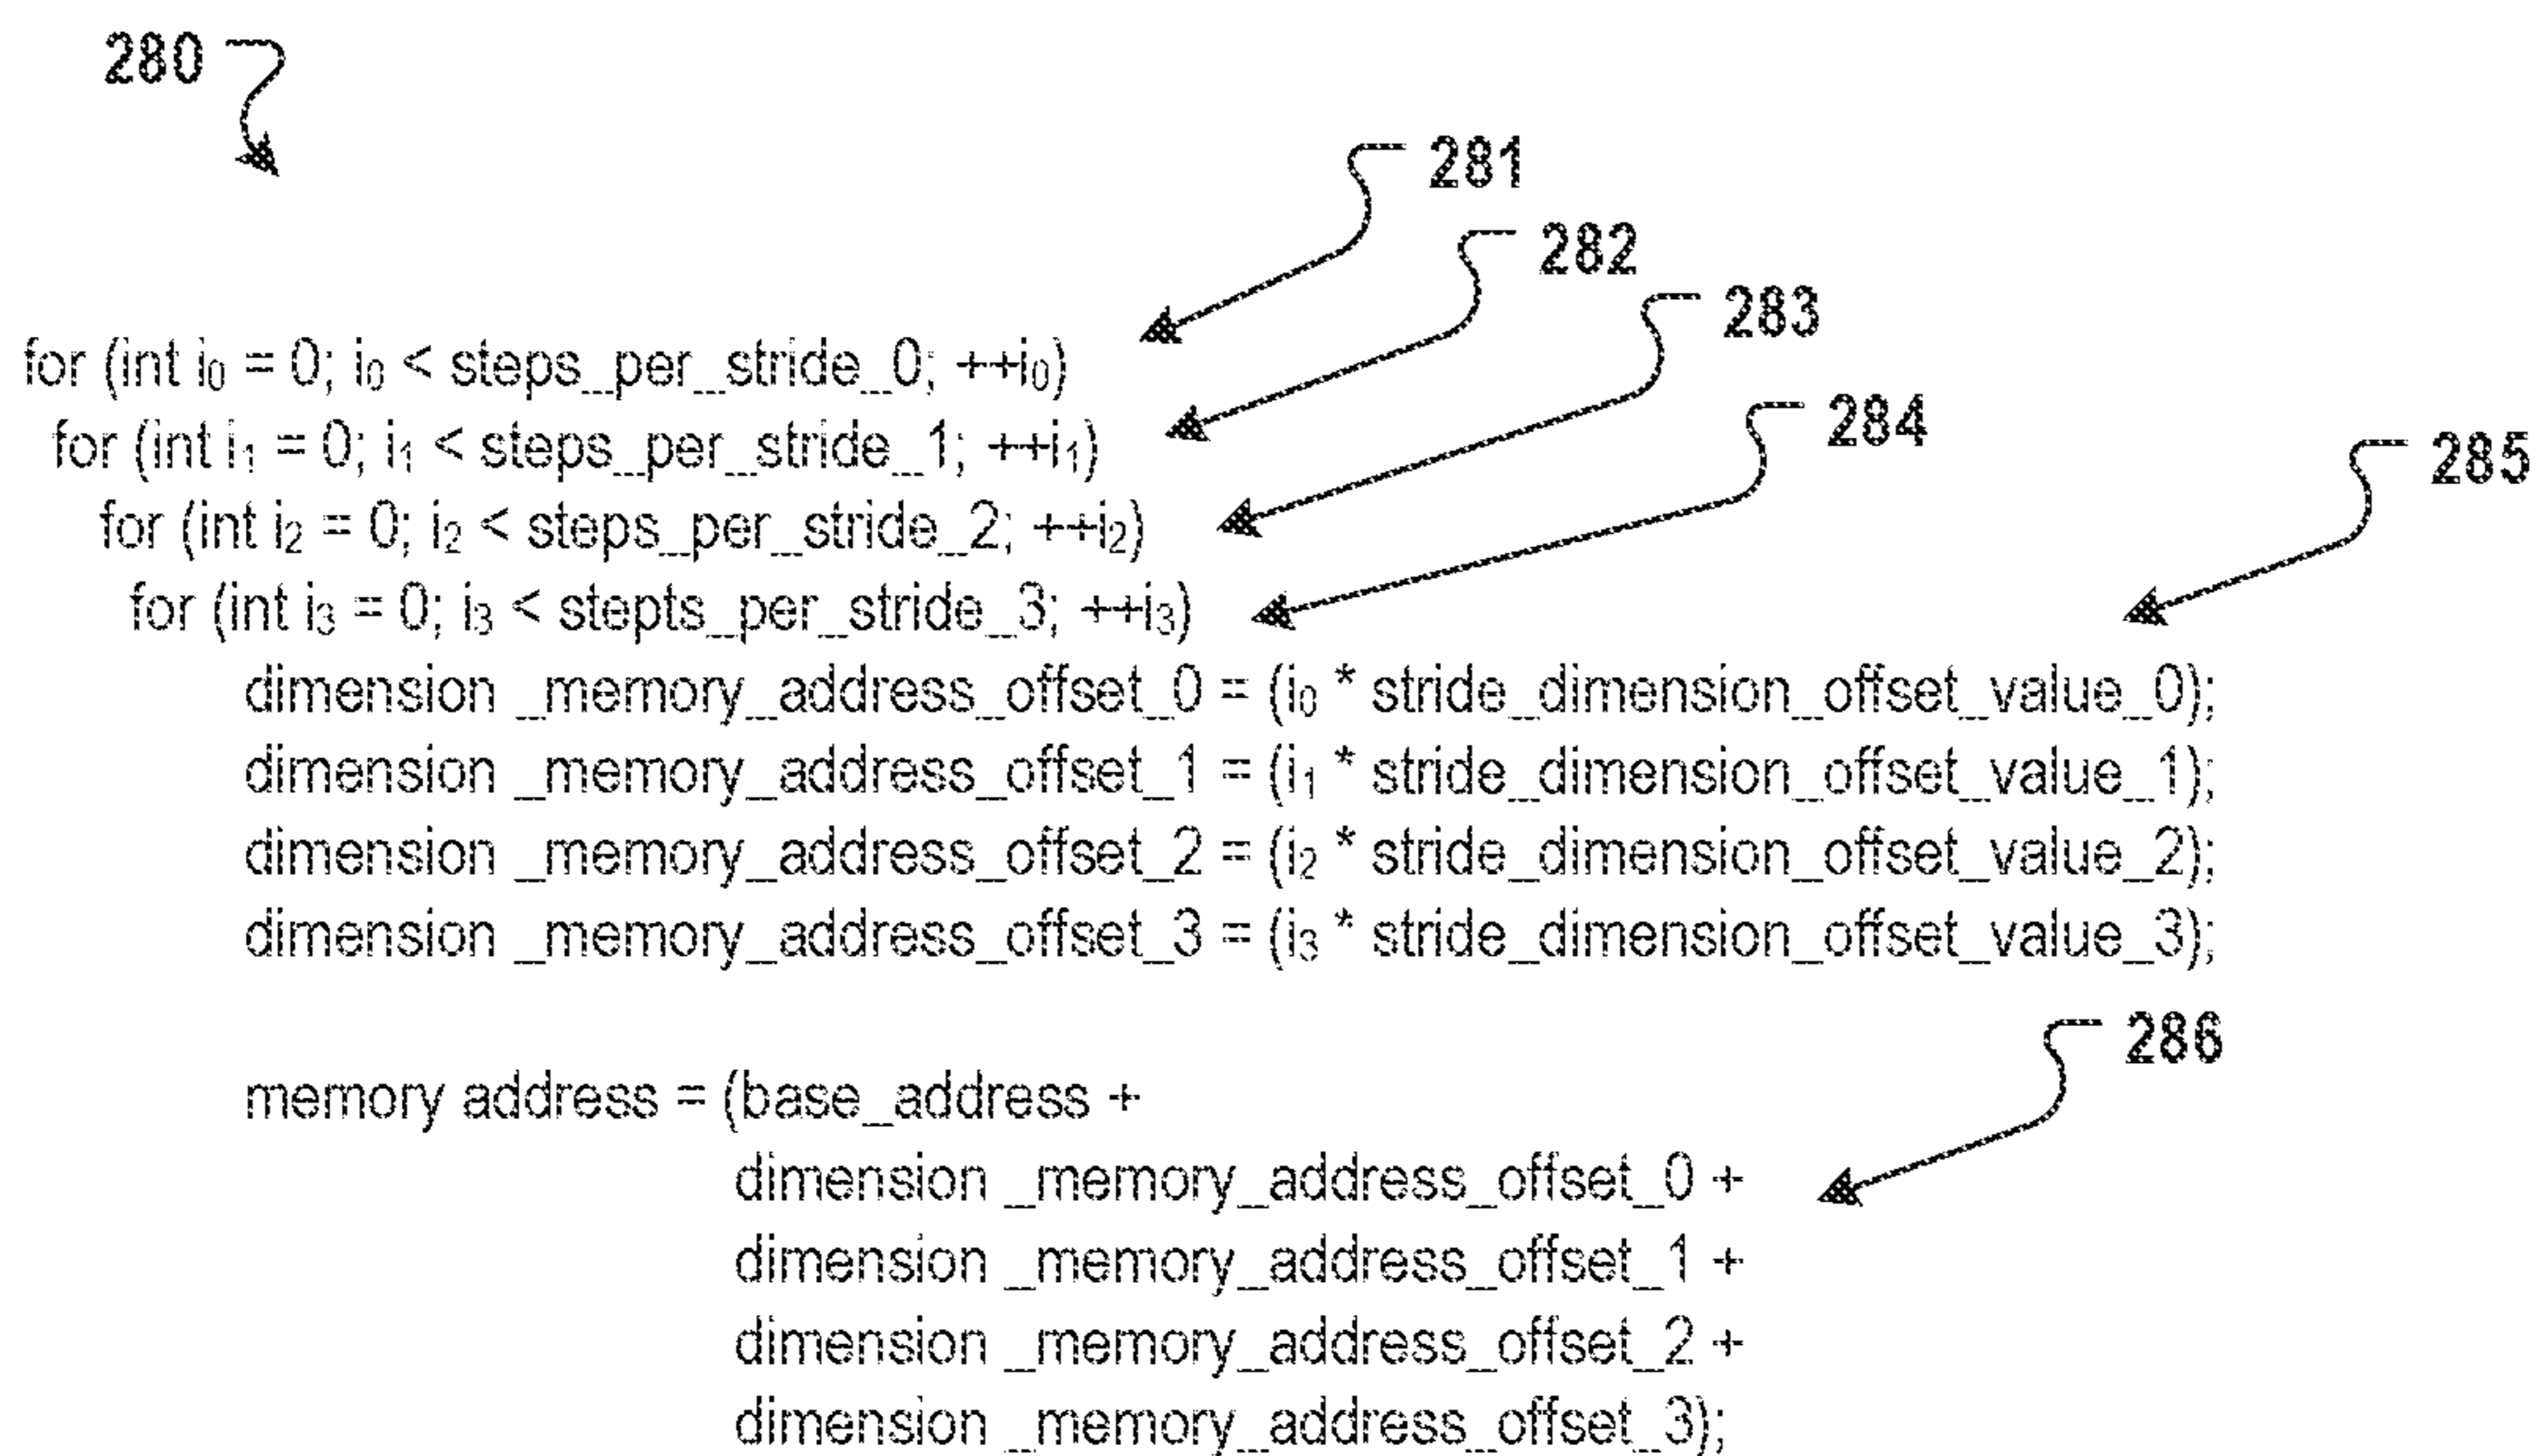 280
281
282
283
for (int i₀ = 0; i₀ < steps_per_stride_0; ++i₀)
284
for (int i₁ = 0; i₁ < steps_per_stride_1; ++i₁)
285
for (int i₂ = 0; i₂ < steps_per_stride_2; ++i₂)
for (int i₃ = 0; i₃ < stepts_per_stride_3; ++i₃)
dimension _memory_address_offset_0 = (i₀ * stride_dimension_offset_value_0);
dimension _memory_address_offset_1 = (i₁ * stride_dimension_offset_value_1);
dimension _memory_address_offset_2 = (i₂ * stride_dimension_offset_value_2);
dimension _memory_address_offset_3 = (i₃ * stride_dimension_offset_value_3);
286
memory address = (base_address +
dimension _memory_address_offset_0 +
dimension _memory_address_offset_1 +
dimension _memory_address_offset_2 +
dimension _memory_address_offset_3);